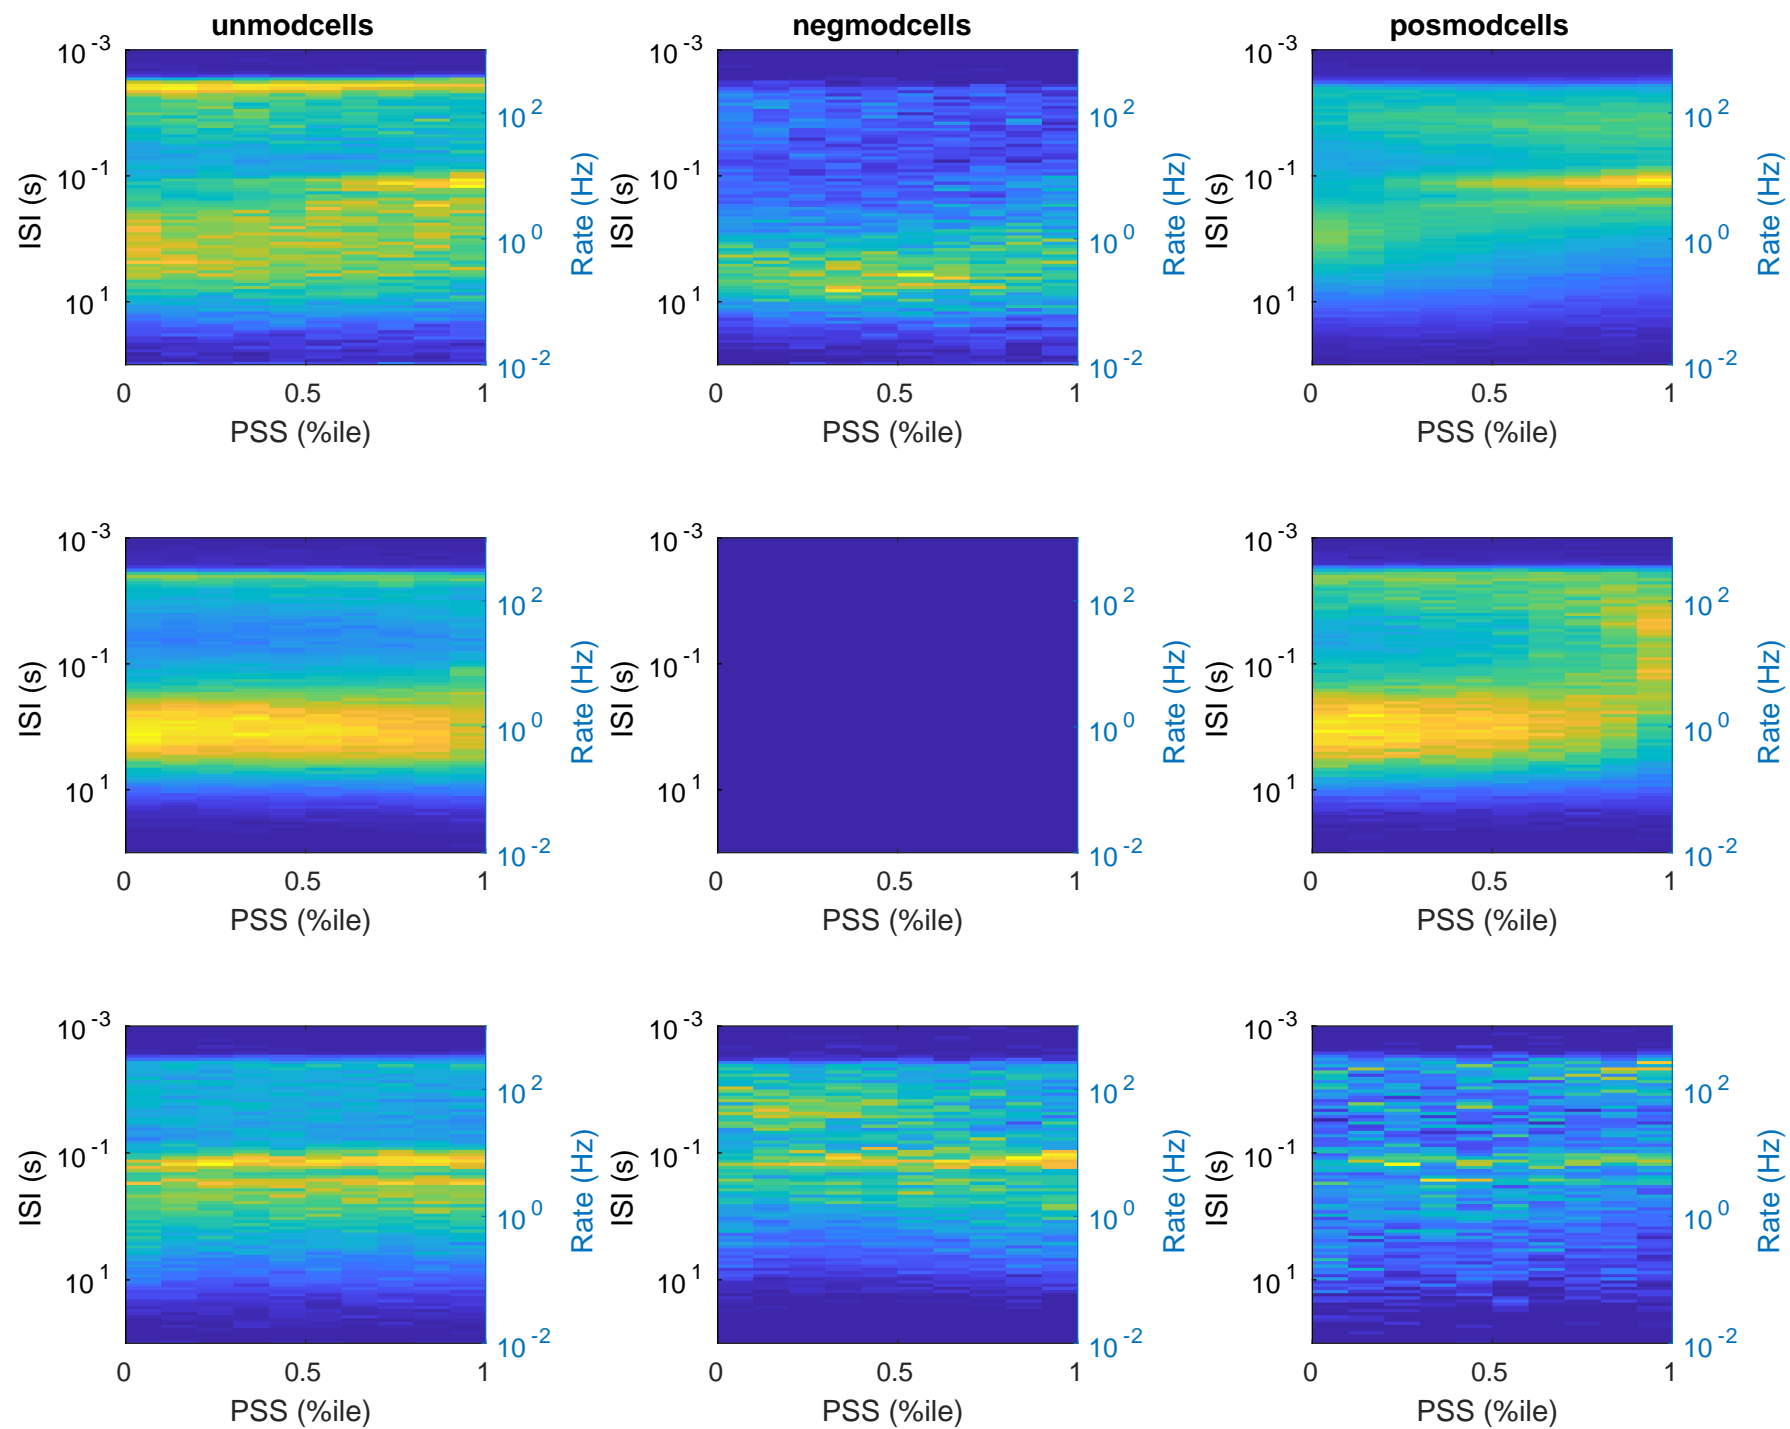 unmodcells negmodcells posmodcells
10-3 10-3 10-3
102 102 102
10-1 10-1 10-1
ISI (s) Rate (Hz) ISI (s) Rate (Hz) ISI (s) Rate (Hz)
100 100 100
101 101 101
10-2 10-2 10-2
0 0.5 1 0 0.5 1 0 0.5 1
PSS (%ile) PSS (%ile) PSS (%ile)
10-3 10-3 10-3
102 102 102
10-1 10-1 10-1
ISI (s) Rate (Hz) ISI (s) Rate (Hz) ISI (s) Rate (Hz)
100 100 100
101 101 101
10-2 10-2 10-2
0 0.5 1 0 0.5 1 0 0.5 1
PSS (%ile) PSS (%ile) PSS (%ile)
10-3 10-3 10-3
102 102 102
10-1 10-1 10-1
ISI (s) Rate (Hz) ISI (s) Rate (Hz) ISI (s) Rate (Hz)
100 100 100
101 101 101
10-2 10-2 10-2
0 0.5 1 0 0.5 1 0 0.5 1
PSS (%ile) PSS (%ile) PSS (%ile)